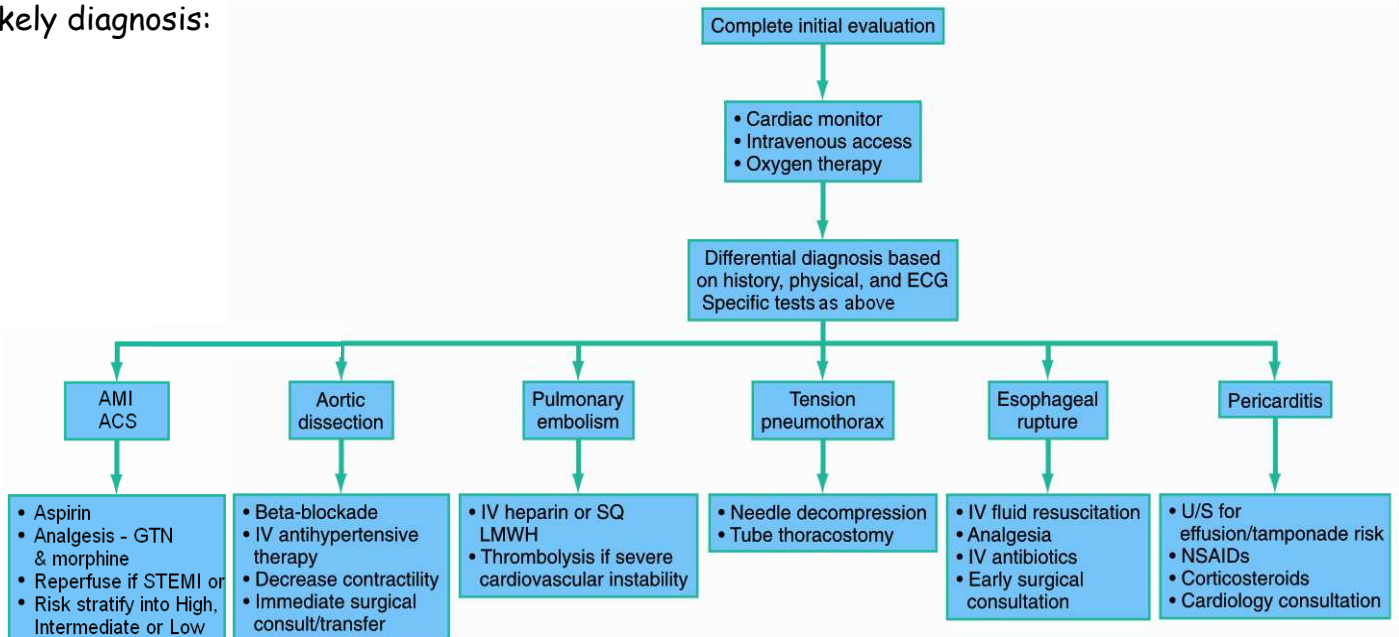 kely diagnosis:
Complete initial evaluation
• Cardiac monitor
• Intravenous access
• Oxygen therapy
Differential diagnosis based
on history, physical, and ECG
Specific tests as above
AMI
ACS
Aortic
dissection
Pulmonary
embolism
Tension
pneumothorax
Esophageal
rupture
Pericarditis
• Aspirin
• Analgesis - GTN
& morphine
• Reperfuse if STEMI or
• Risk stratify into High,
Intermediate or Low
• Beta-blockade
• IV antihypertensive
therapy
• Decrease contractility
• Immediate surgical
consult/transfer
• IV heparin or SQ
LMWH
• Thrombolysis if severe
cardiovascular instability
• Needle decompression
• Tube thoracostomy
• IV fluid resuscitation
• Analgesia
• IV antibiotics
• Early surgical
consultation
• U/S for
effusion/tamponade risk
• NSAIDs
• Corticosteroids
• Cardiology consultation